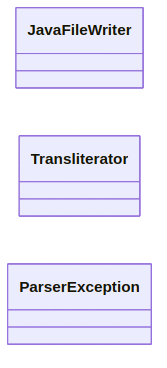 JavaFileWriter
Transliterator
ParserException